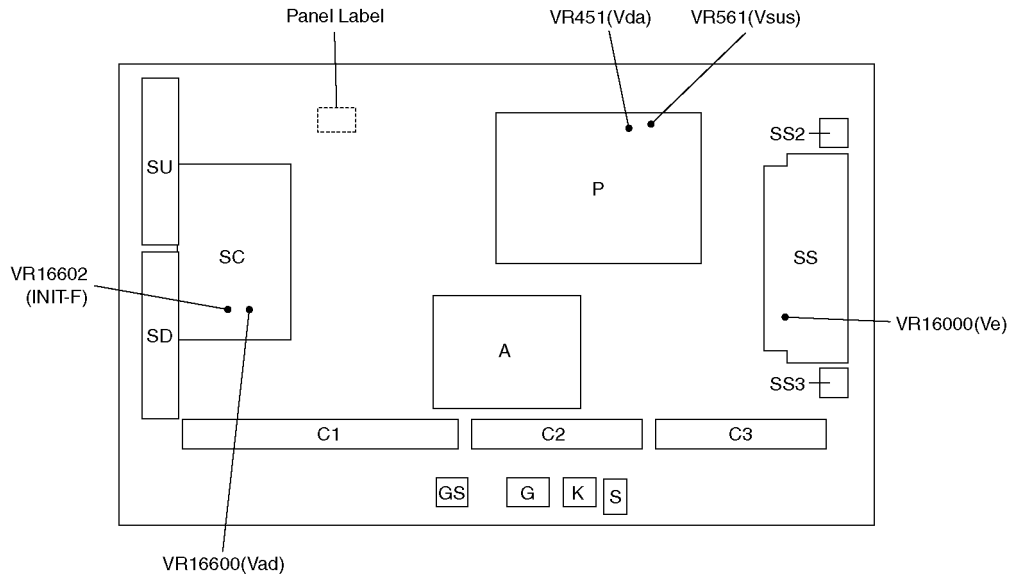 Panel Label
VR451(Vda)
VR561(Vsus)
SS2
SU
P
SC
SS
VR16602
(INIT-F)
SD
VR16000(Ve)
A
SS3
C1
C2
C3
GS
G
K
S
VR16600(Vad)